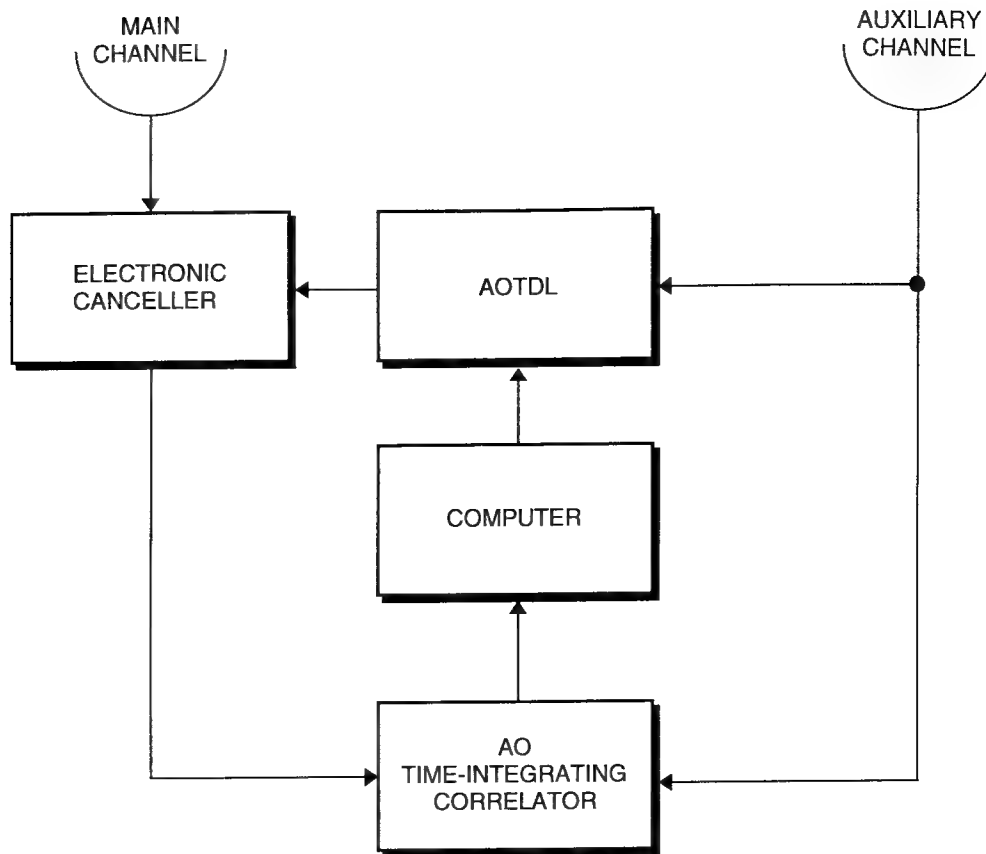 MAIN
CHANNEL
AUXILIARY
CHANNEL
ELECTRONIC
CANCELLER
AOTDL
COMPUTER
AO
TIME-INTEGRATING
CORRELATOR